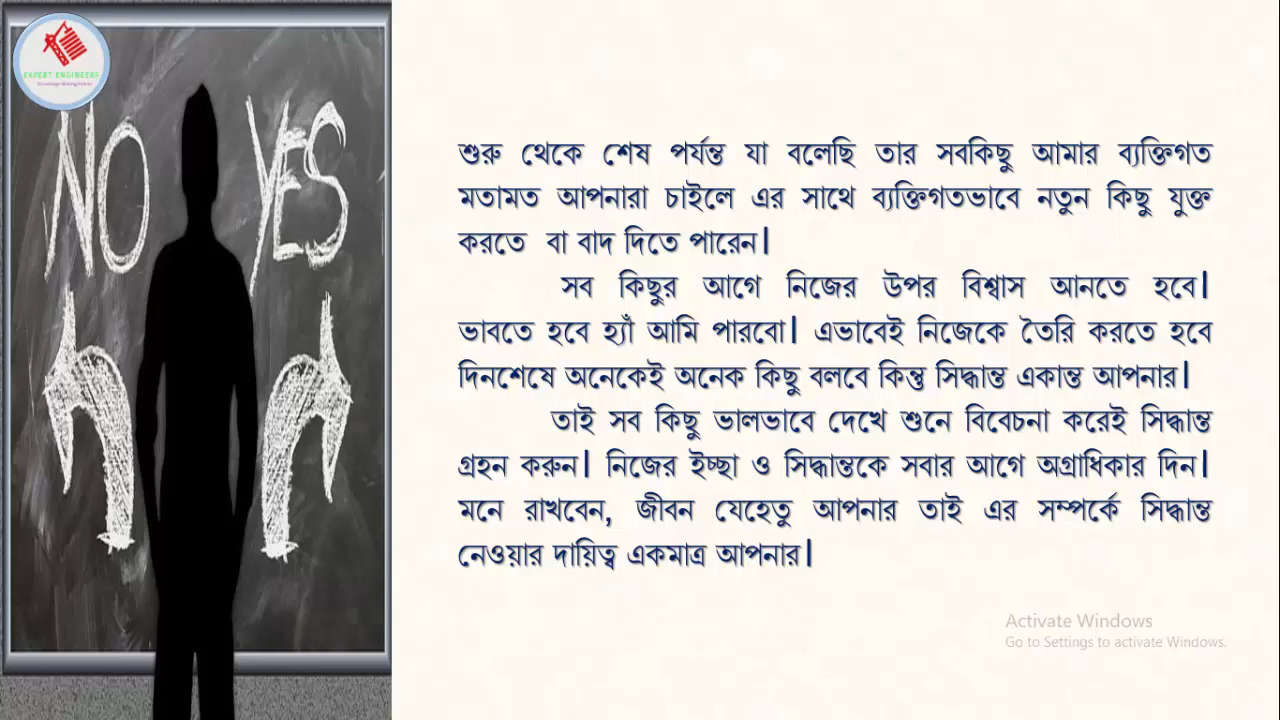 EXPERT ENGINEERS
NO YES
শুরু থেকে শেষ পর্যন্ত যা বলেছি তার সবকিছু আমার ব্যক্তিগত
মতামত আপনারা চাইলে এর সাথে ব্যক্তিগতভাবে নতুন কিছু যুক্ত
করতে বা বাদ দিতে পারেন।
সব কিছুর আগে নিজের উপর বিশ্বাস আনতে হবে।
ভাবতে হবে হ্যাঁ আমি পারবো। এভাবেই নিজেকে তৈরি করতে হবে
দিনশেষে অনেকেই অনেক কিছু বলবে কিন্তু সিদ্ধান্ত একান্ত আপনার।
তাই সব কিছু ভালভাবে দেখে শুনে বিবেচনা করেই সিদ্ধান্ত
গ্রহন করুন। নিজের ইচ্ছা ও সিদ্ধান্তকে সবার আগে অগ্রাধিকার দিন।
মনে রাখবেন, জীবন যেহেতু আপনার তাই এর সম্পর্কে সিদ্ধান্ত
নেওয়ার দায়িত্ব একমাত্র আপনার।
Activate Windows
Go to Settings to activate Windows.